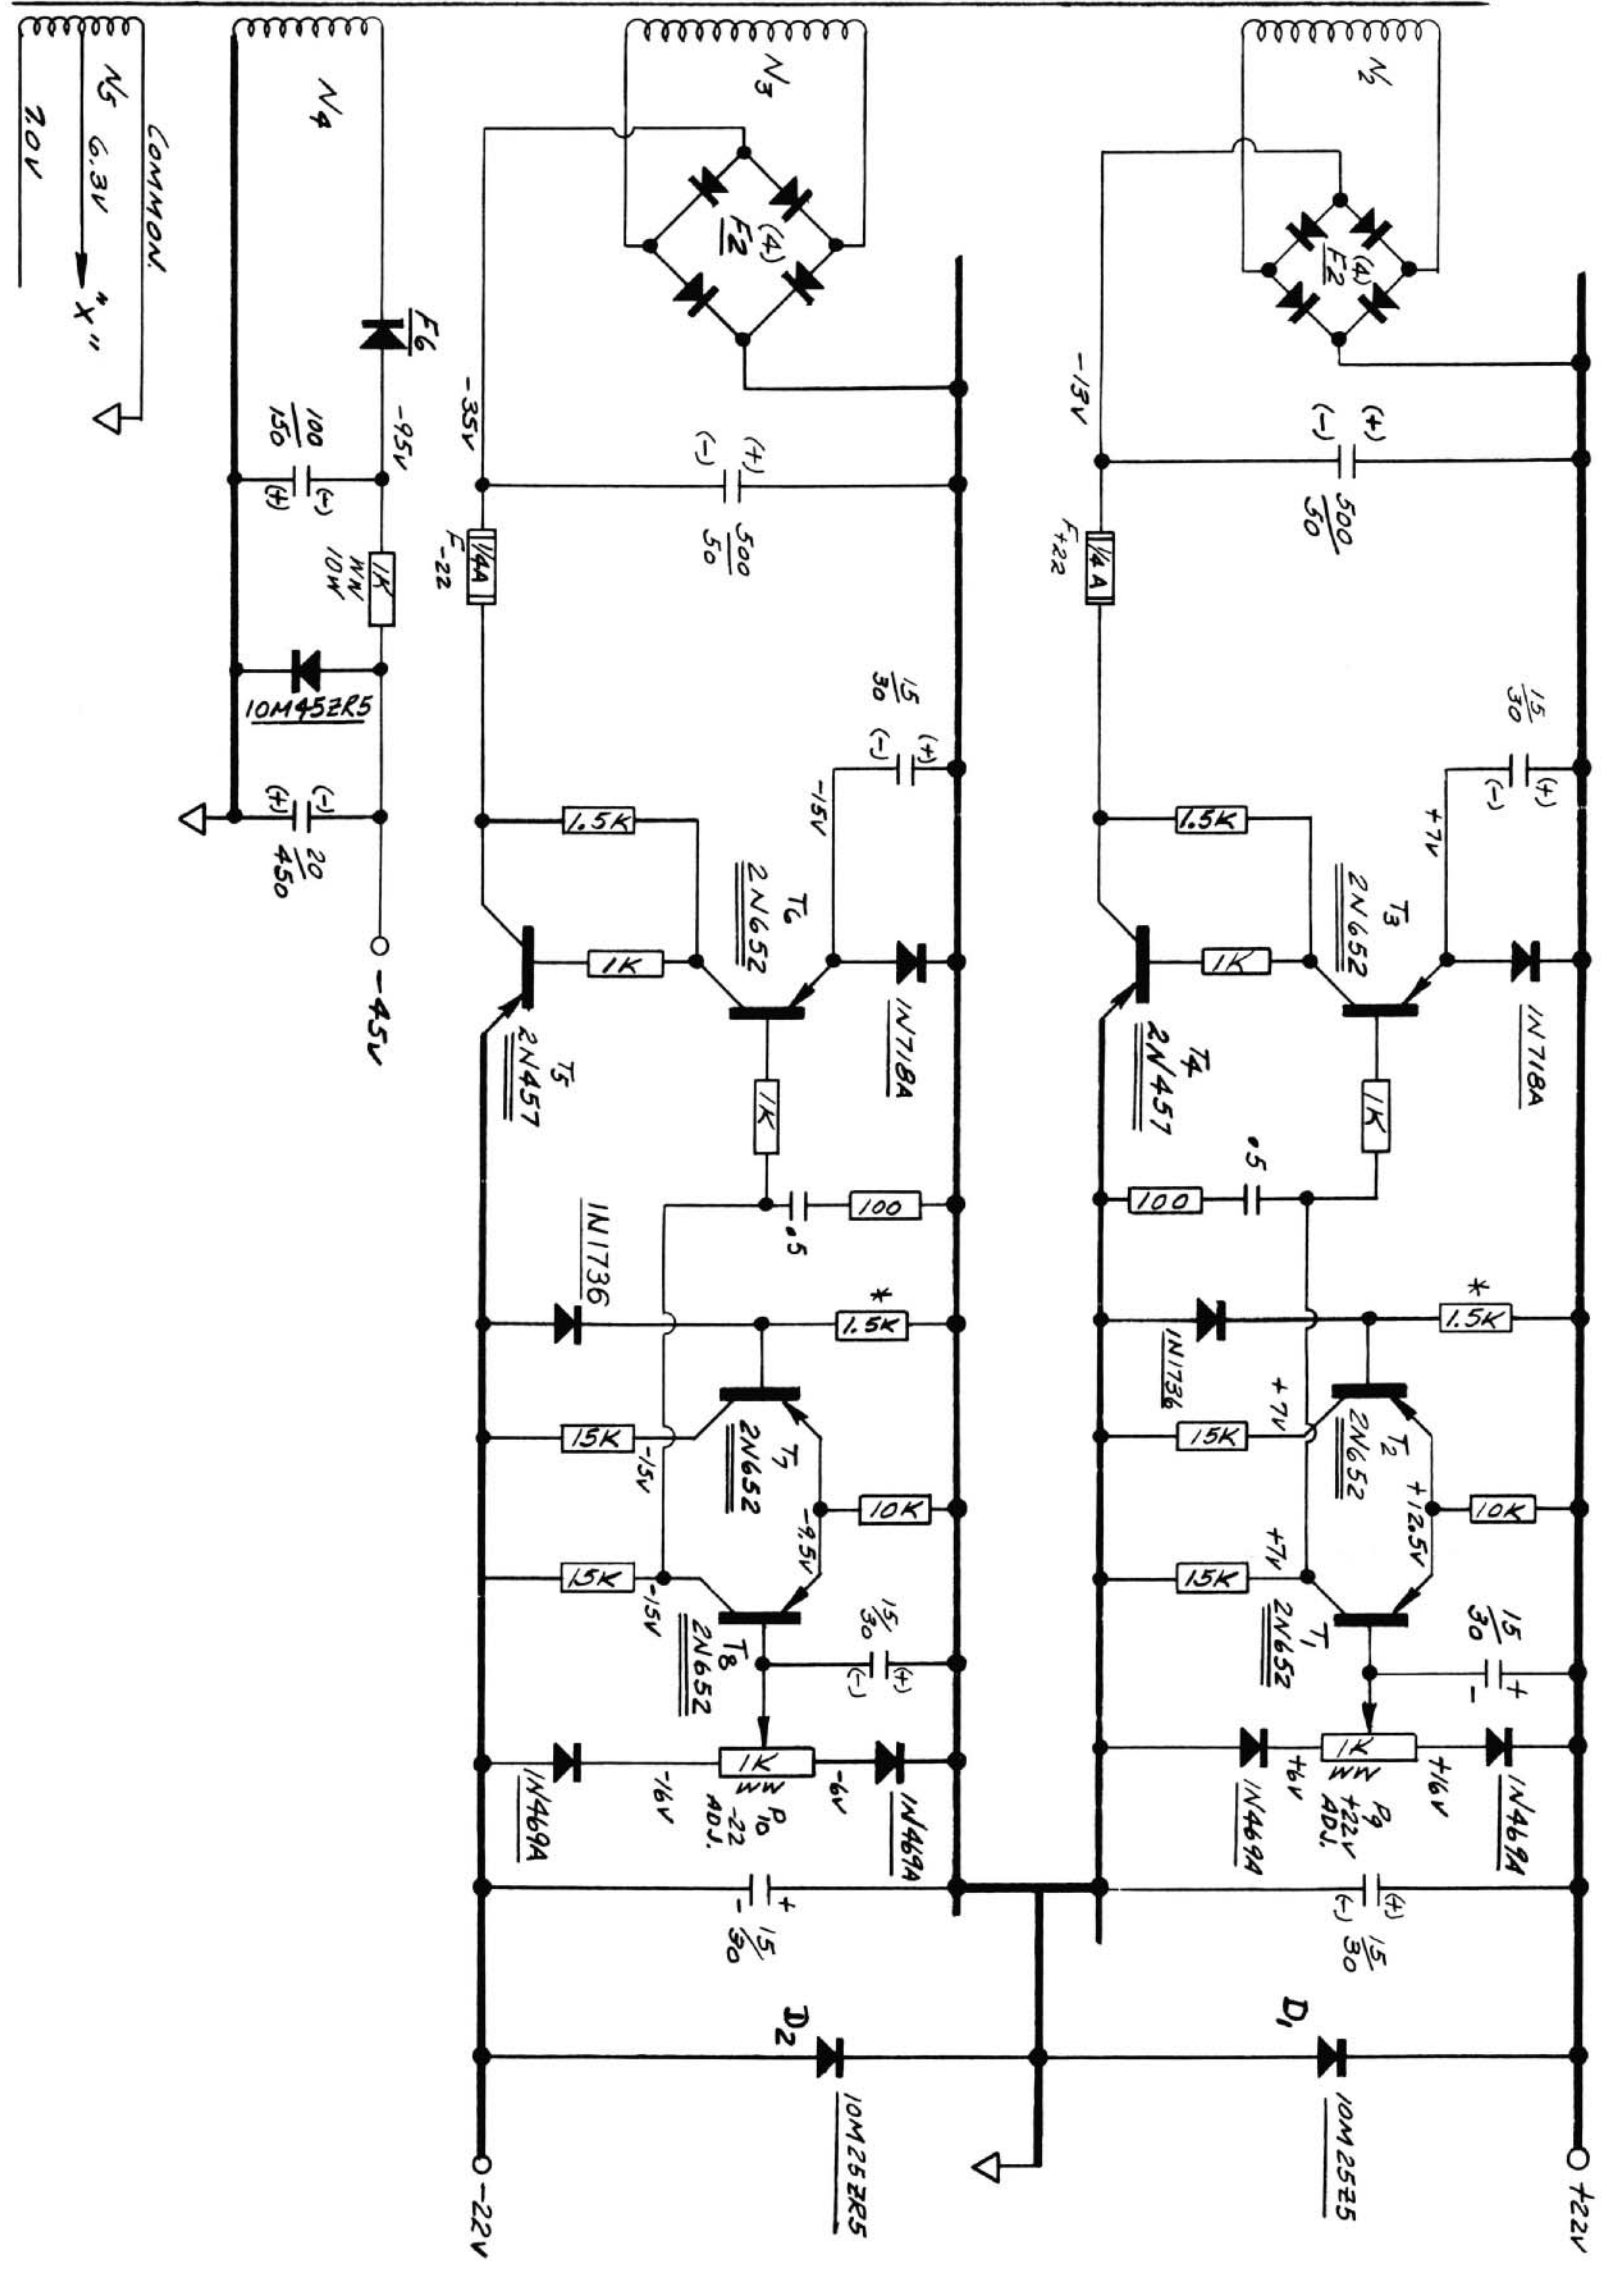 N2
(4)
F2
-13V
(+)
(-)
500
50
F+22
1/4A
15
30
(+)
(-)
+7V
1.5K
T3
2N652
1K
1N718A
T4
2N457
1K
.5
100
*
1.5K
1N1736
+7V
15K
T2
2N652
+12.5V
10K
+7V
15K
T1
2N652
15
30
+
-
1N469A
+16V
1K
WW
P9
+22V
ADJ.
+6V
1N469A
(+)
(-)
15
30
D1
10M25Z5
+22V
N3
(4)
F2
-35V
(+)
(-)
500
50
1/4A
F-22
15
30
(+)
(-)
-15V
1.5K
T6
2N652
1K
1N718A
T5
2N457
1K
.5
100
*
1.5K
1N1736
-15V
15K
T7
2N652
-9.5V
10K
-15V
15K
T8
2N652
15
30
(+)
(-)
1N469A
-6V
1K
WW
P10
-22
ADJ.
-16V
1N469A
+
-
15
30
D2
10M25ZR5
-22V
N4
F6
-95V
100
150
(-)
(+)
1K
WW
10W
10M45ZR5
(-)
(+)
20
450
-45V
COMMON.
N5 6.3V "X"
7.0V